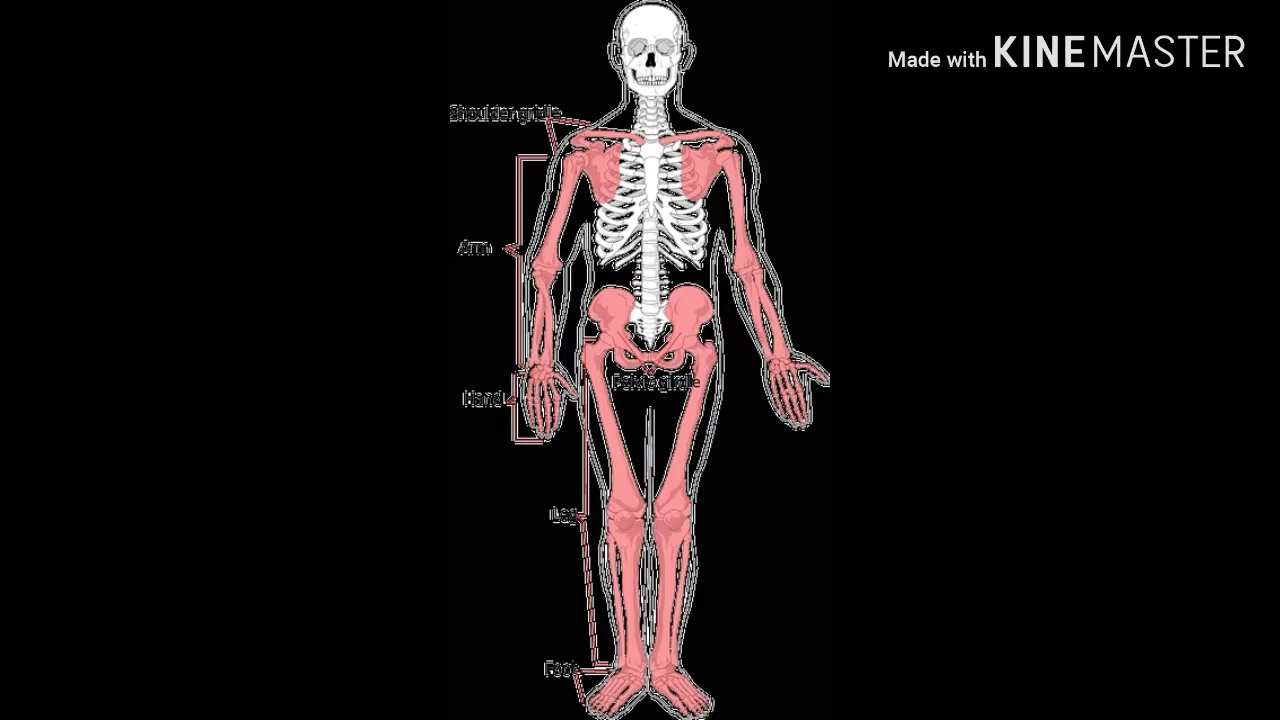 Made with KINEMASTER
Shoulder girdle
Arm
Pelvic girdle
Hand
Leg
Foot